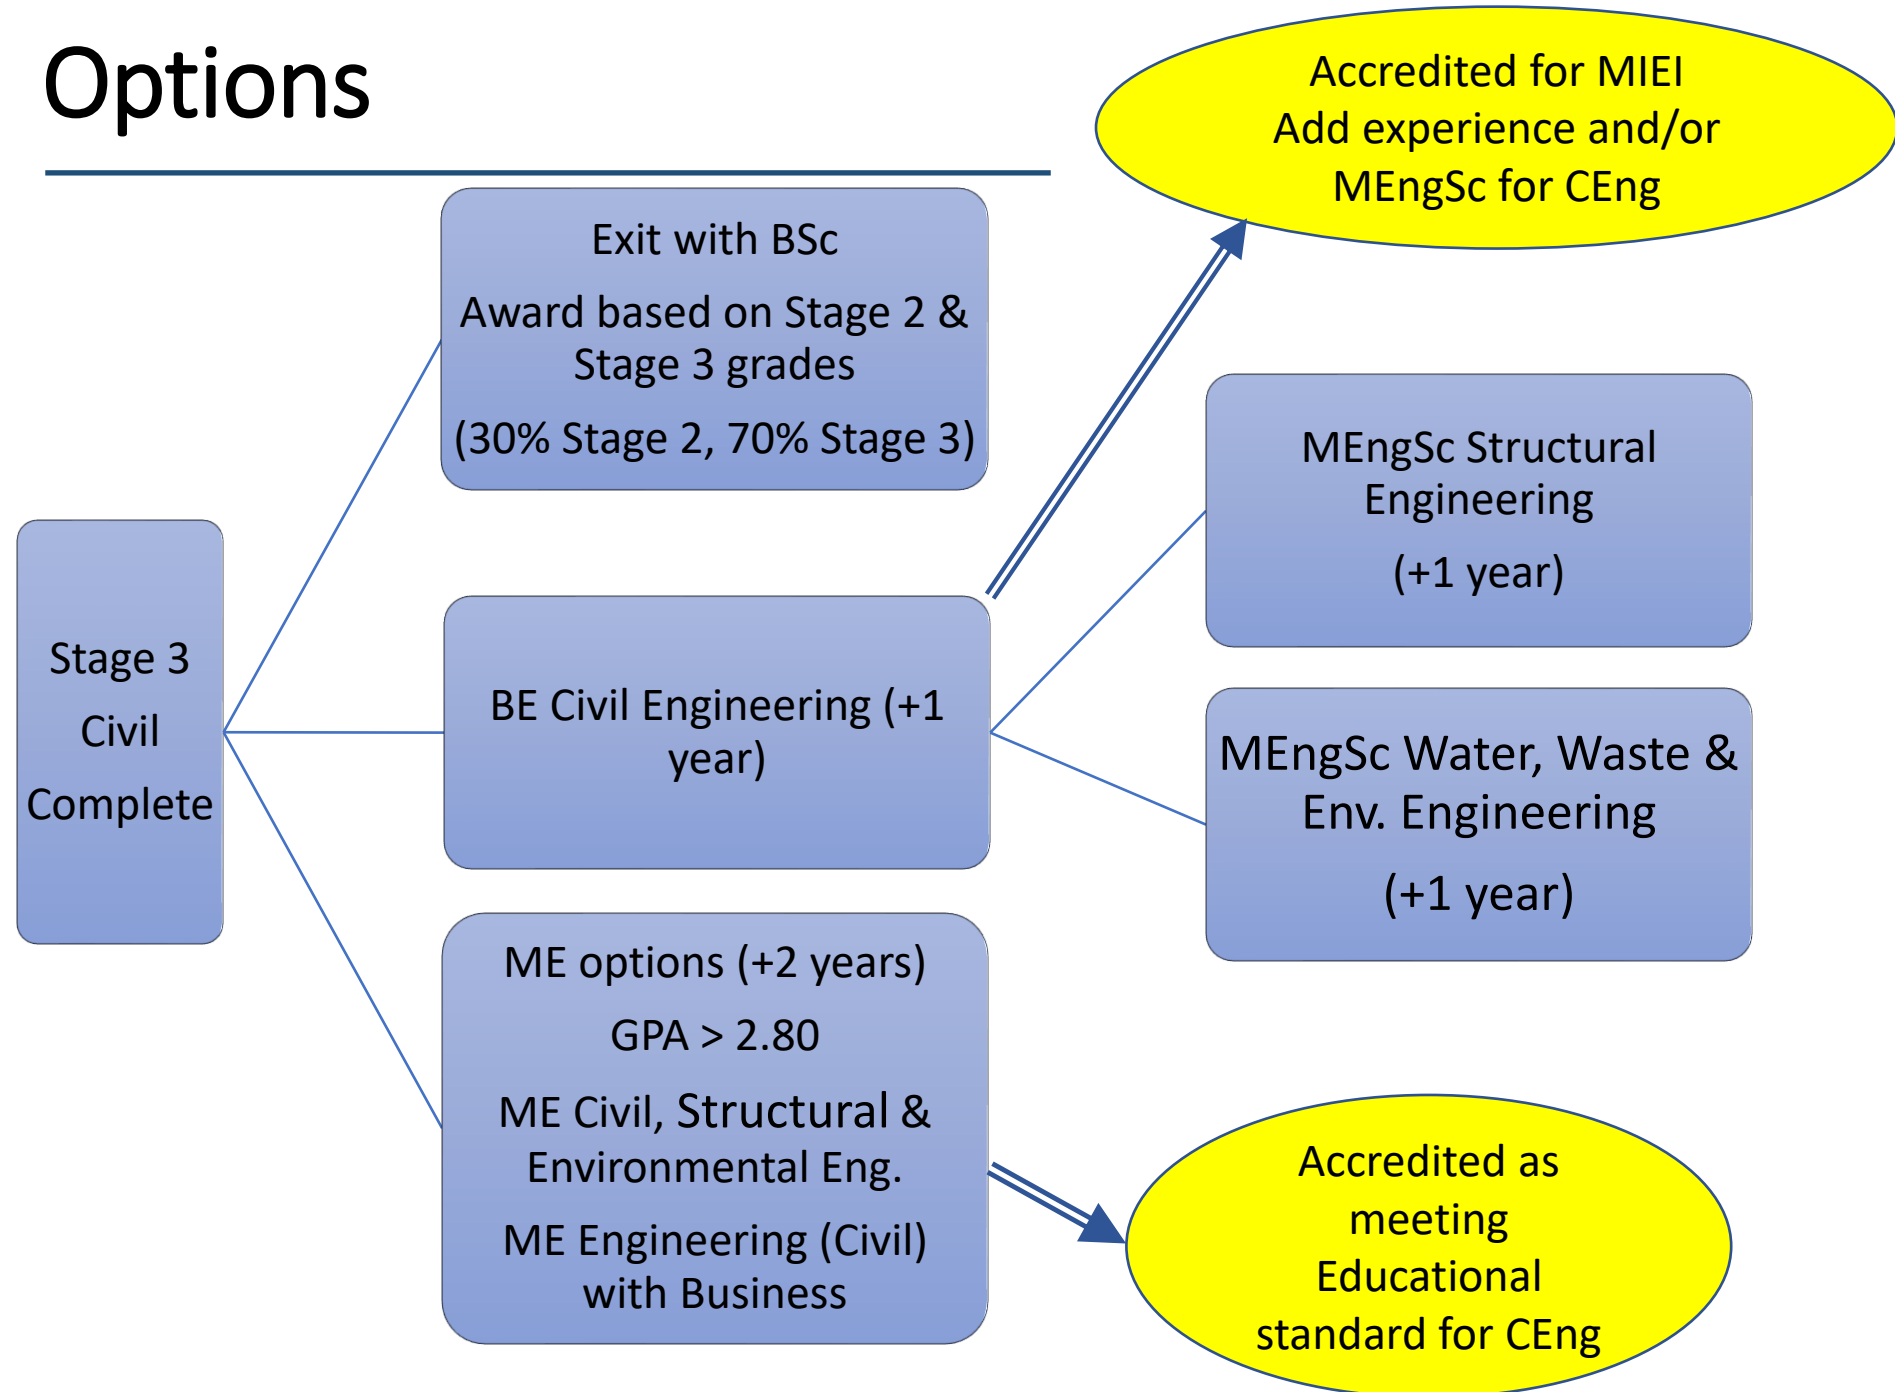 Options
Accredited for MIEI
Add experience and/or
MEngSc for CEng
Exit with BSc
Award based on Stage 2 &
Stage 3 grades
(30% Stage 2, 70% Stage 3)
MEngSc Structural
Engineering
(+1 year)
Stage 3
Civil
Complete
BE Civil Engineering (+1
year)
MEngSc Water, Waste &
Env. Engineering
(+1 year)
ME options (+2 years)
GPA > 2.80
ME Civil, Structural &
Environmental Eng.
ME Engineering (Civil)
with Business
Accredited as
meeting
Educational
standard for CEng